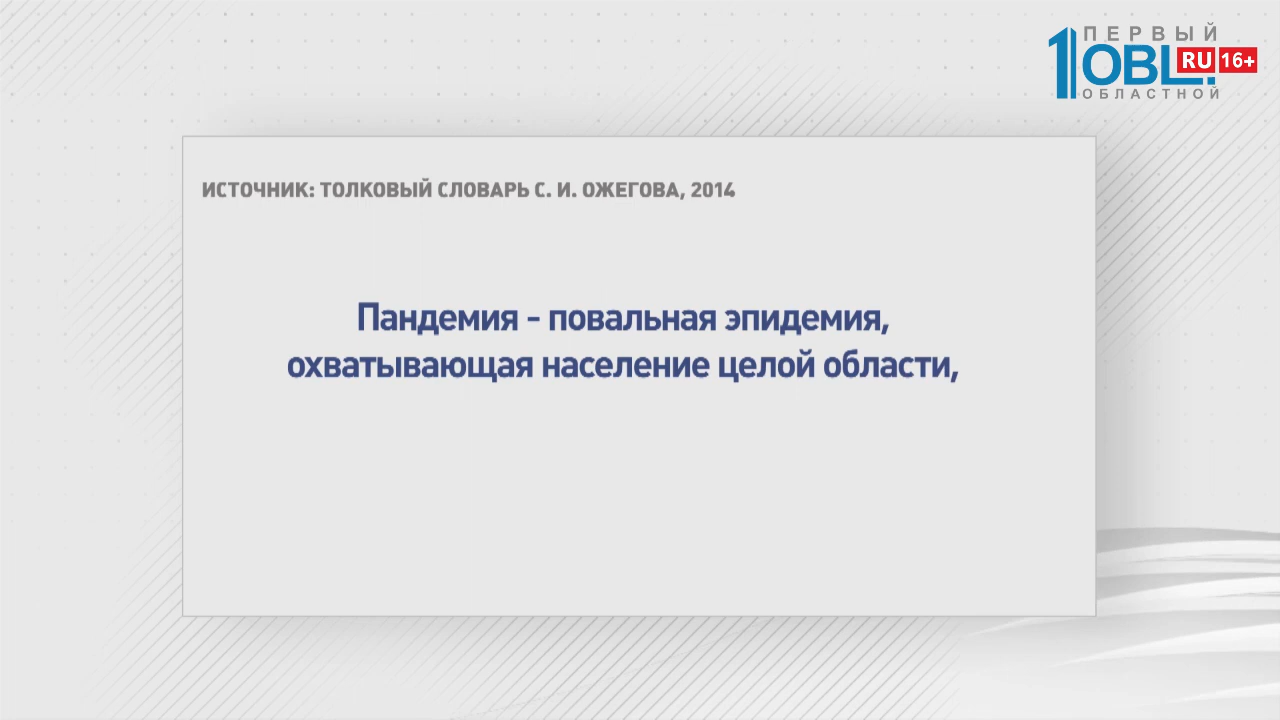 ПЕРВЫЙ
1OBL.
RU 16+
ОБЛАСТНОЙ
ИСТОЧНИК: ТОЛКОВЫЙ СЛОВАРЬ С. И. ОЖЕГОВА, 2014
Пандемия - повальная эпидемия,
охватывающая население целой области,